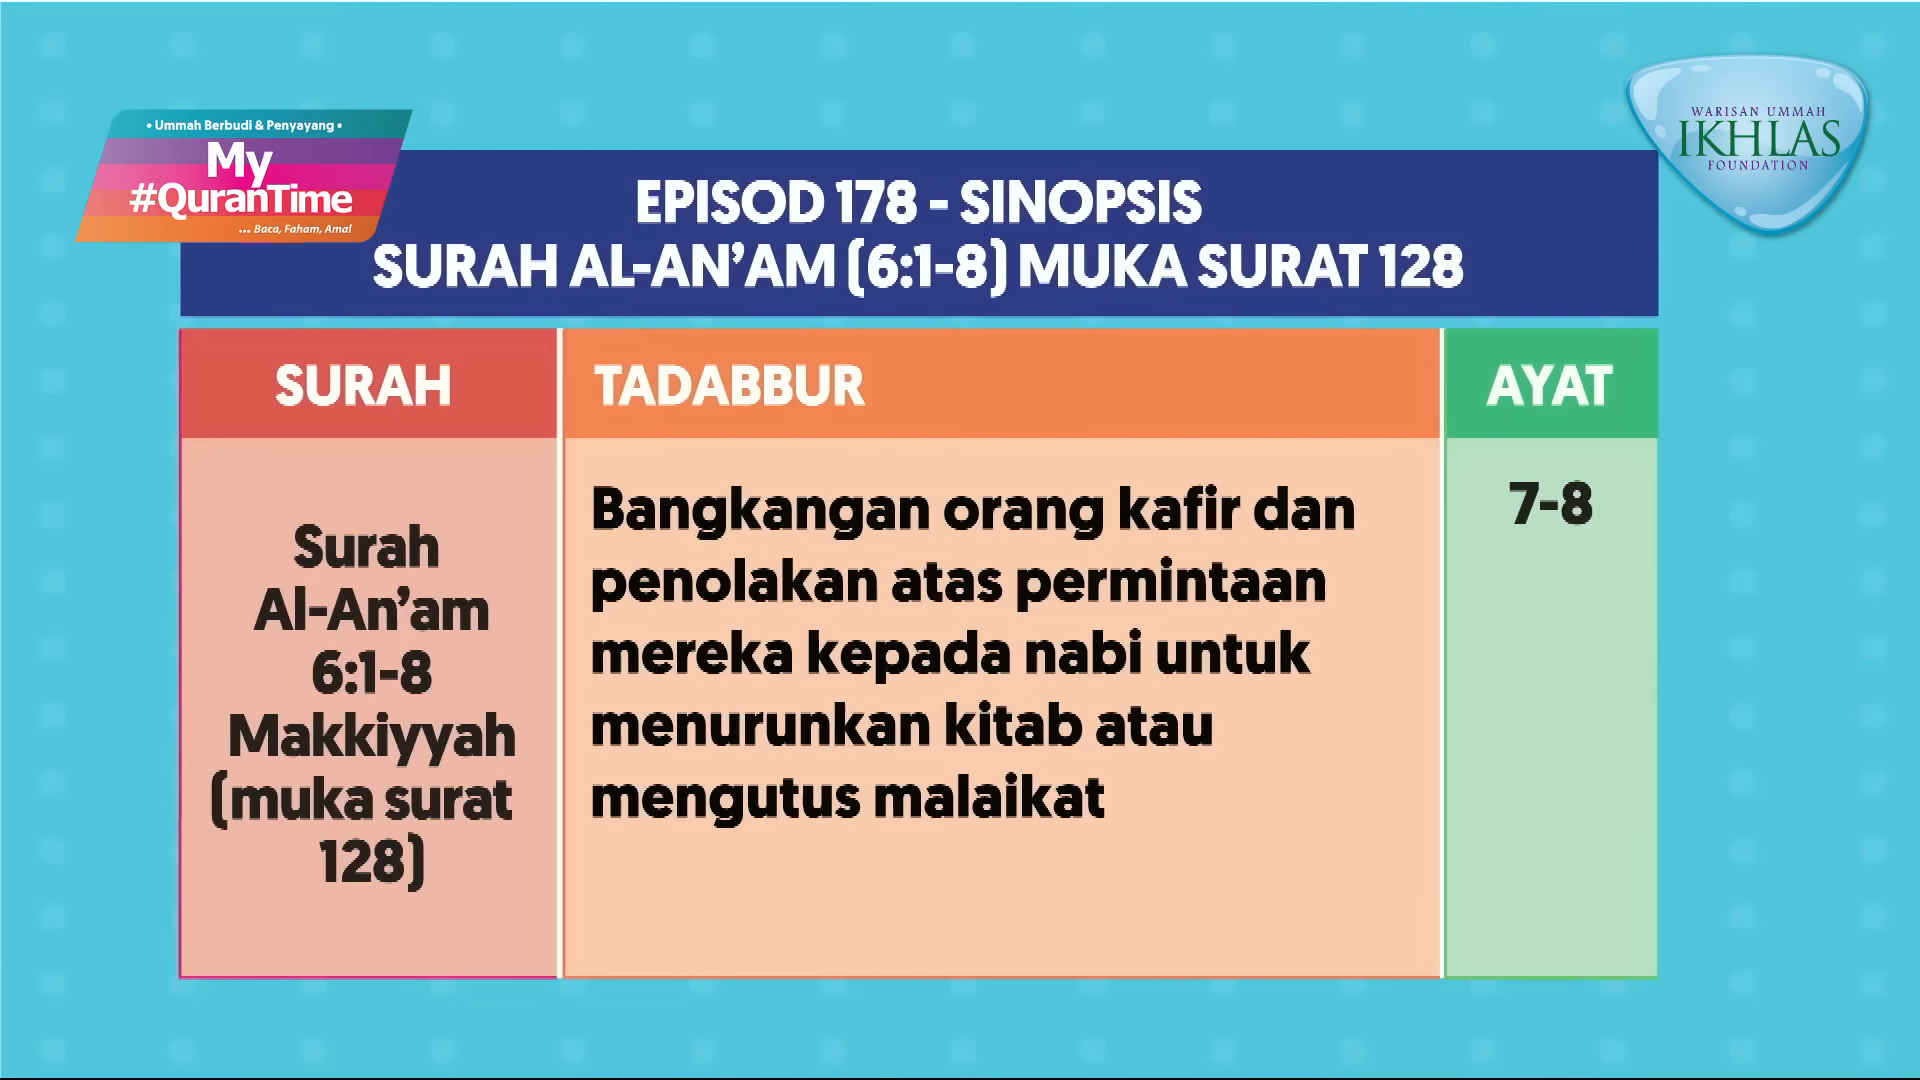 • Ummah Berbudi & Penyayang •
My
#QuranTime
... Baca, Faham, Amal
WARISAN UMMAH
IKHLAS
FOUNDATION
EPISOD 178 - SINOPSIS
SURAH AL-AN’AM (6:1-8) MUKA SURAT 128
SURAH
TADABBUR
AYAT
Surah
Al-An’am
6:1-8
Makkiyyah
(muka surat
128)
Bangkangan orang kafir dan
penolakan atas permintaan
mereka kepada nabi untuk
menurunkan kitab atau
mengutus malaikat
7-8